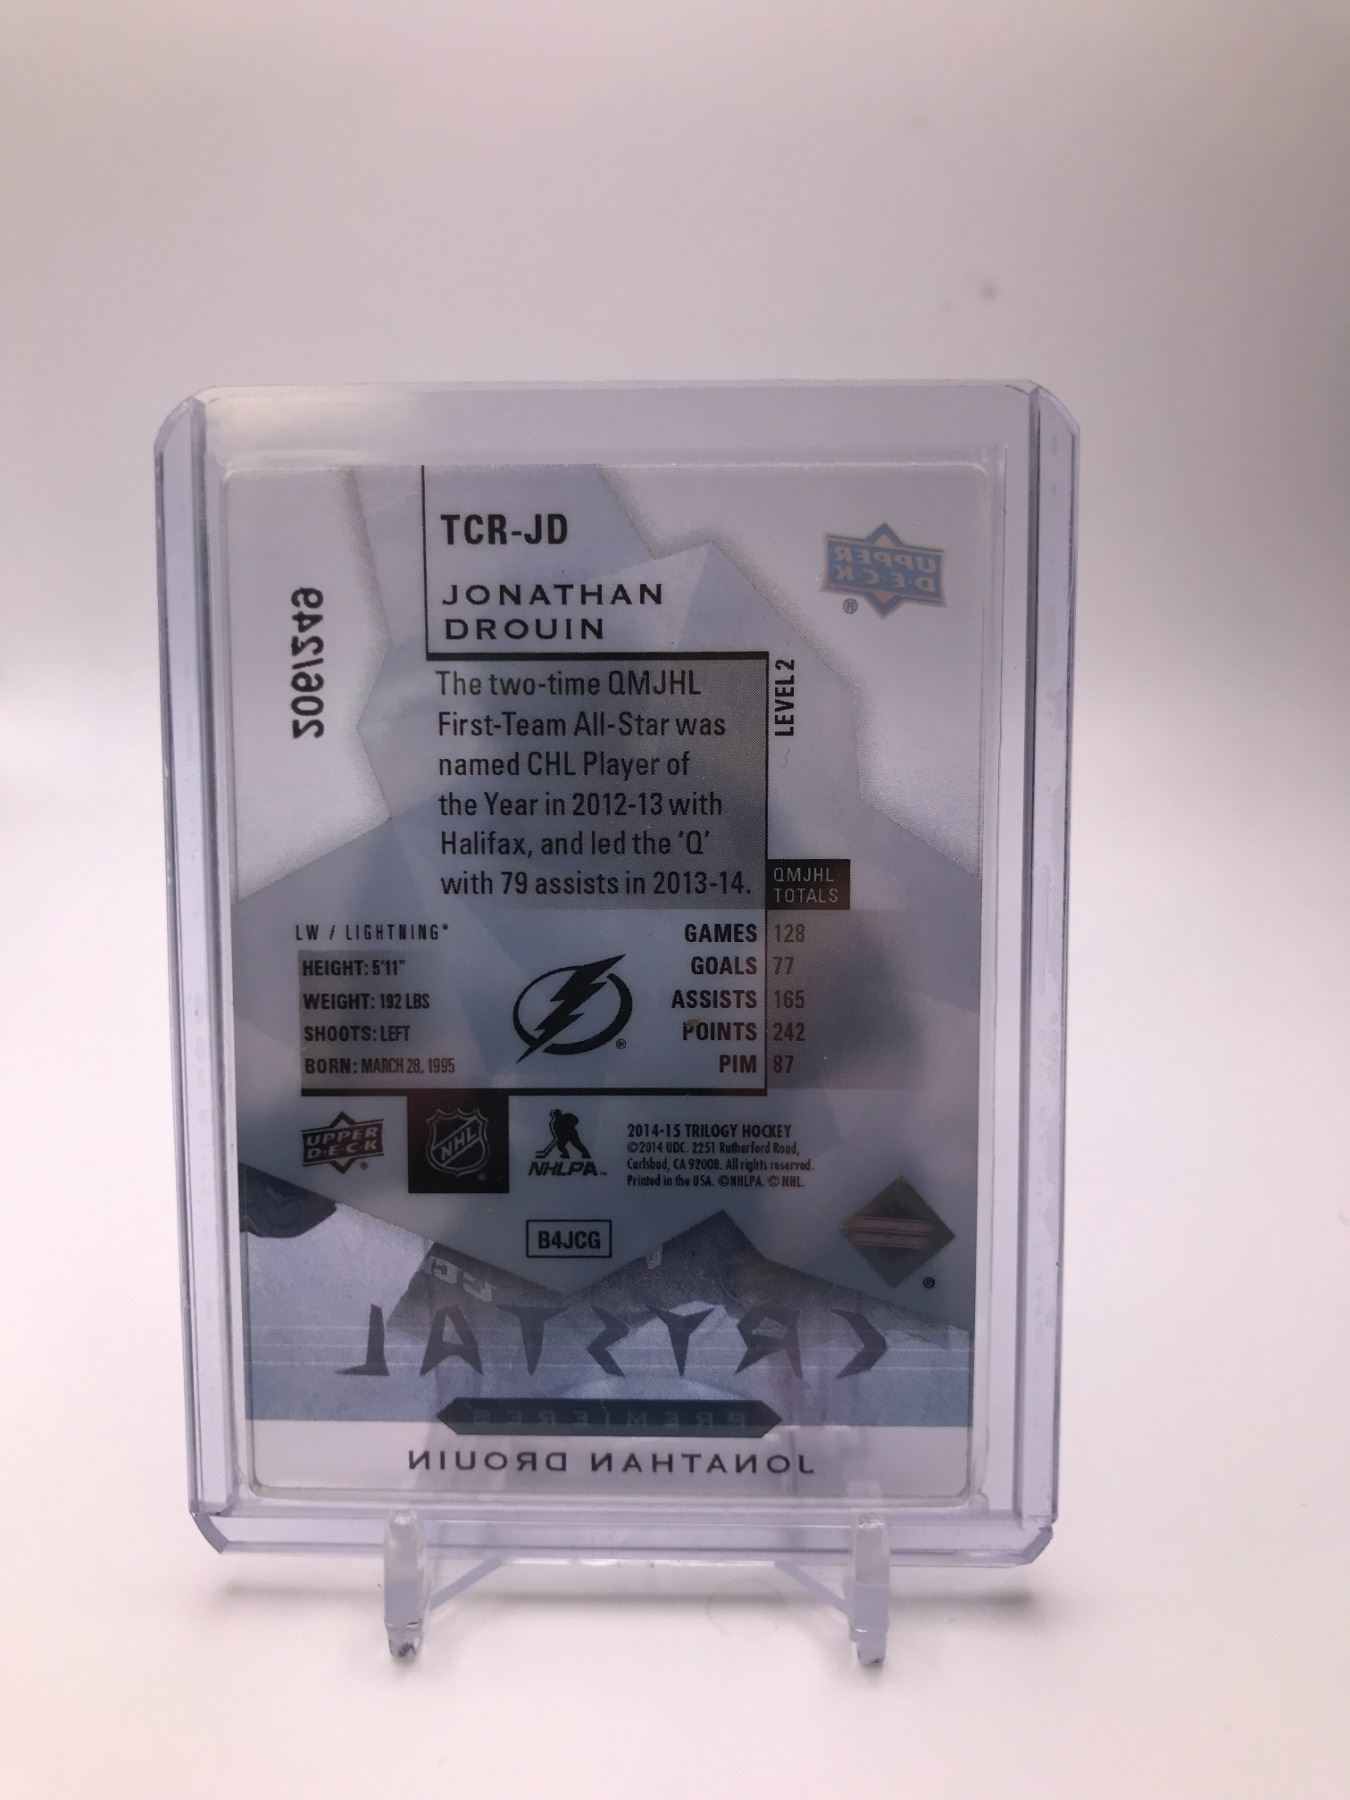 TCR-JD
JONATHAN
DROUIN
UPPER
D·E·C·K
®
206/249
The two-time QMJHL
First-Team All-Star was
named CHL Player of
the Year in 2012-13 with
Halifax, and led the ‘Q’
with 79 assists in 2013-14.
LEVEL 2
QMJHL
TOTALS
LW / LIGHTNING®
HEIGHT: 5'11"
WEIGHT: 192 LBS
SHOOTS: LEFT
BORN: MARCH 28, 1995
®
GAMES 128
GOALS 77
ASSISTS 165
POINTS 242
PIM 87
UPPER
D·E·C·K
®
NHL
NHLPA™
2014-15 TRILOGY HOCKEY
©2014 UDC. 2251 Rutherford Road,
Carlsbad, CA 92008. All rights reserved.
Printed in the USA. ©NHLPA. ©NHL.
B4JCG
®
CRYSTAL
PREMIERES
JONATHAN DROUIN